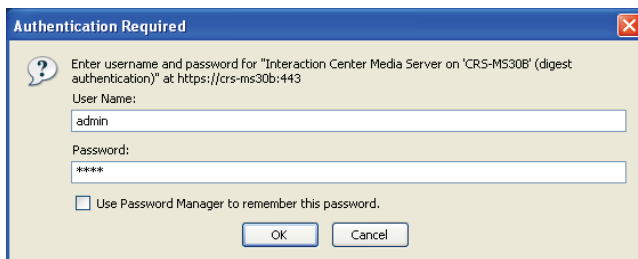 Authentication Required
Enter username and password for "Interaction Center Media Server on 'CRS-MS30B' (digest
authentication)" at https://crs-ms30b:443
User Name:
admin
Password:
****
Use Password Manager to remember this password.
OK Cancel